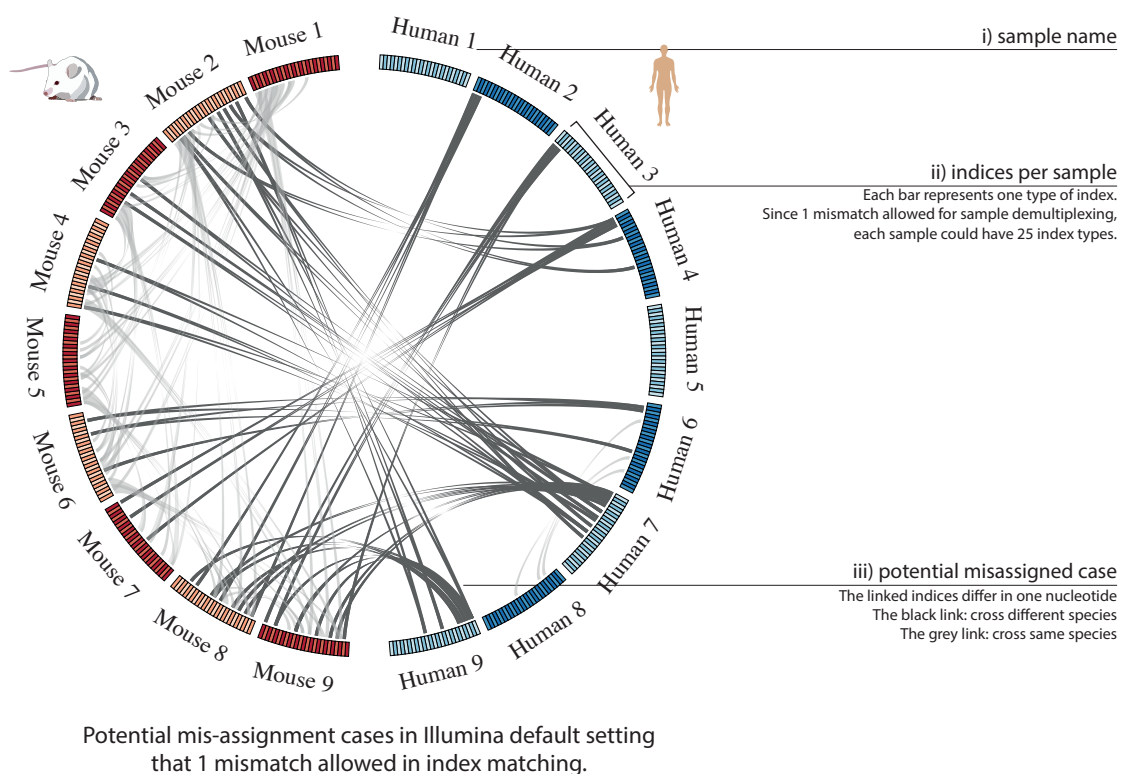 Mouse 1
Human 1
i) sample name
Mouse 2
Human 2
Mouse 3
Human 3
ii) indices per sample
Each bar represents one type of index.
Since 1 mismatch allowed for sample demultiplexing,
each sample could have 25 index types.
Mouse 4
Human 4
Mouse 5
Human 5
Mouse 6
Human 6
Mouse 7
Human 7
iii) potential misassigned case
The linked indices differ in one nucleotide
The black link: cross different species
The grey link: cross same species
Mouse 8
Human 8
Mouse 9
Human 9
Potential mis-assignment cases in Illumina default setting
that 1 mismatch allowed in index matching.